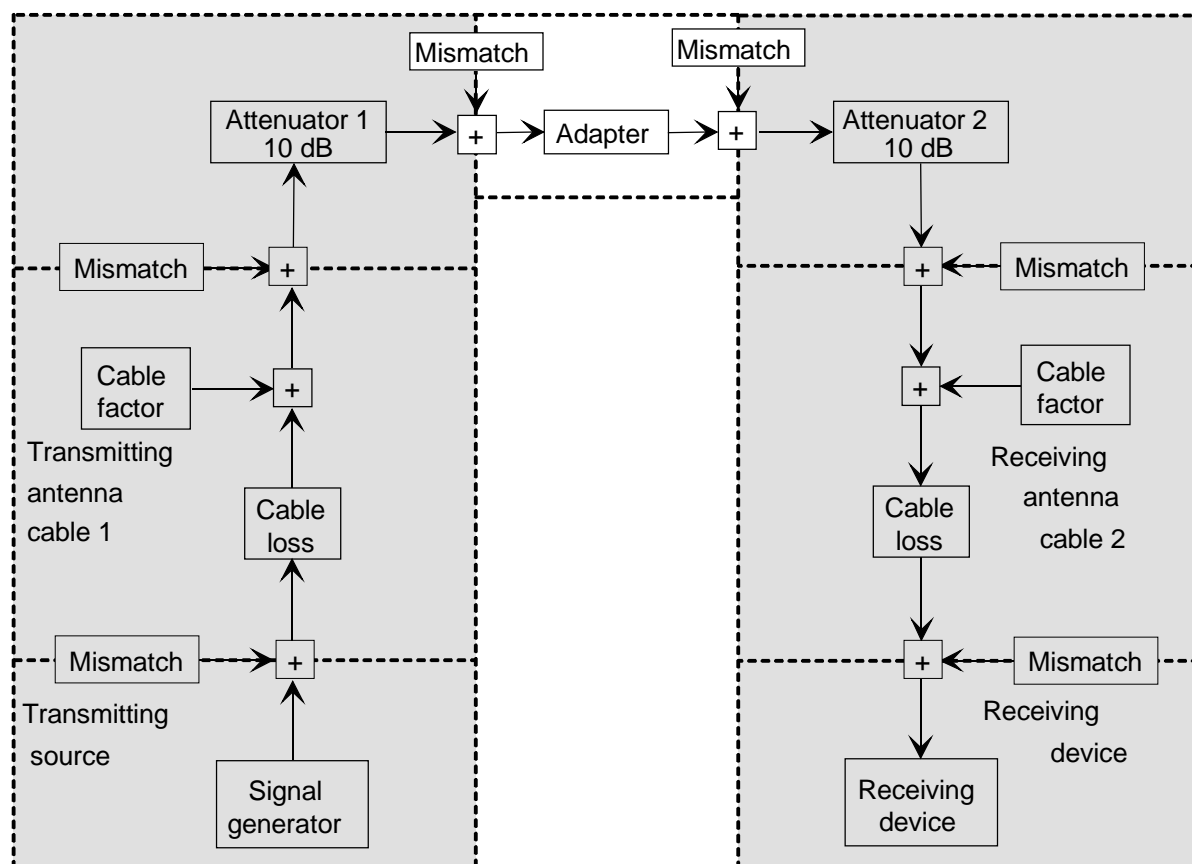 Mismatch
Mismatch
Attenuator 1
10 dB
+
Adapter
+
Attenuator 2
10 dB
Mismatch
+
+
Mismatch
Cable
factor
+
+
Cable
factor
Transmitting
antenna
cable 1
Cable
loss
Cable
loss
Receiving
antenna
cable 2
Mismatch
+
+
Mismatch
Transmitting
source
Receiving
device
Signal
generator
Receiving
device